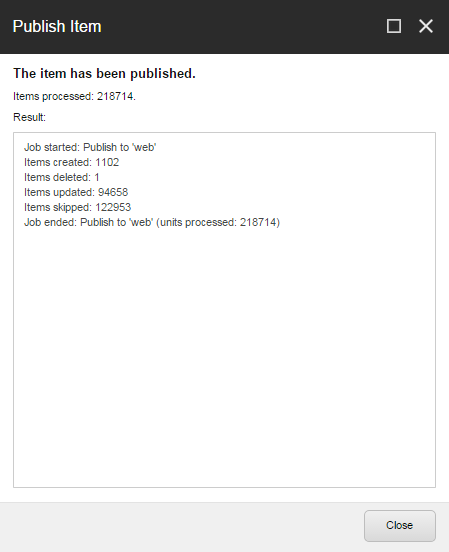 Publish Item
The item has been published.
Items processed: 218714.
Result:
Job started: Publish to 'web'
Items created: 1102
Items deleted: 1
Items updated: 94658
Items skipped: 122953
Job ended: Publish to 'web' (units processed: 218714)
Close